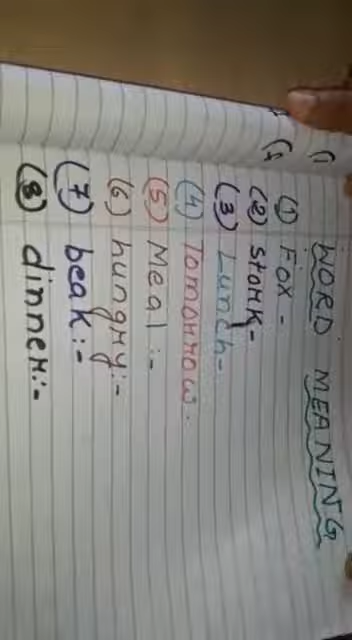 WORD MEANING
(1) Fox -
(2) Stork -
(3) Lunch -
(4) Tomorrow .
(5) Meal :-
(6) hungry :-
(7) beak :-
(8) dinner :-